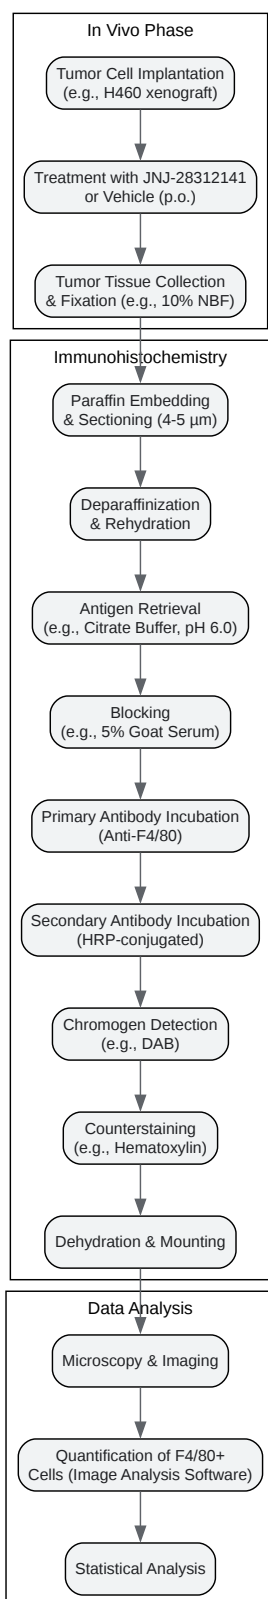 In Vivo Phase
Tumor Cell Implantation
(e.g., H460 xenograft)
Treatment with JNJ-28312141
or Vehicle (p.o.)
Tumor Tissue Collection
& Fixation (e.g., 10% NBF)
Immunohistochemistry
Paraffin Embedding
& Sectioning (4-5 µm)
Deparaffinization
& Rehydration
Antigen Retrieval
(e.g., Citrate Buffer, pH 6.0)
Blocking
(e.g., 5% Goat Serum)
Primary Antibody Incubation
(Anti-F4/80)
Secondary Antibody Incubation
(HRP-conjugated)
Chromogen Detection
(e.g., DAB)
Counterstaining
(e.g., Hematoxylin)
Dehydration & Mounting
Data Analysis
Microscopy & Imaging
Quantification of F4/80+
Cells (Image Analysis Software)
Statistical Analysis